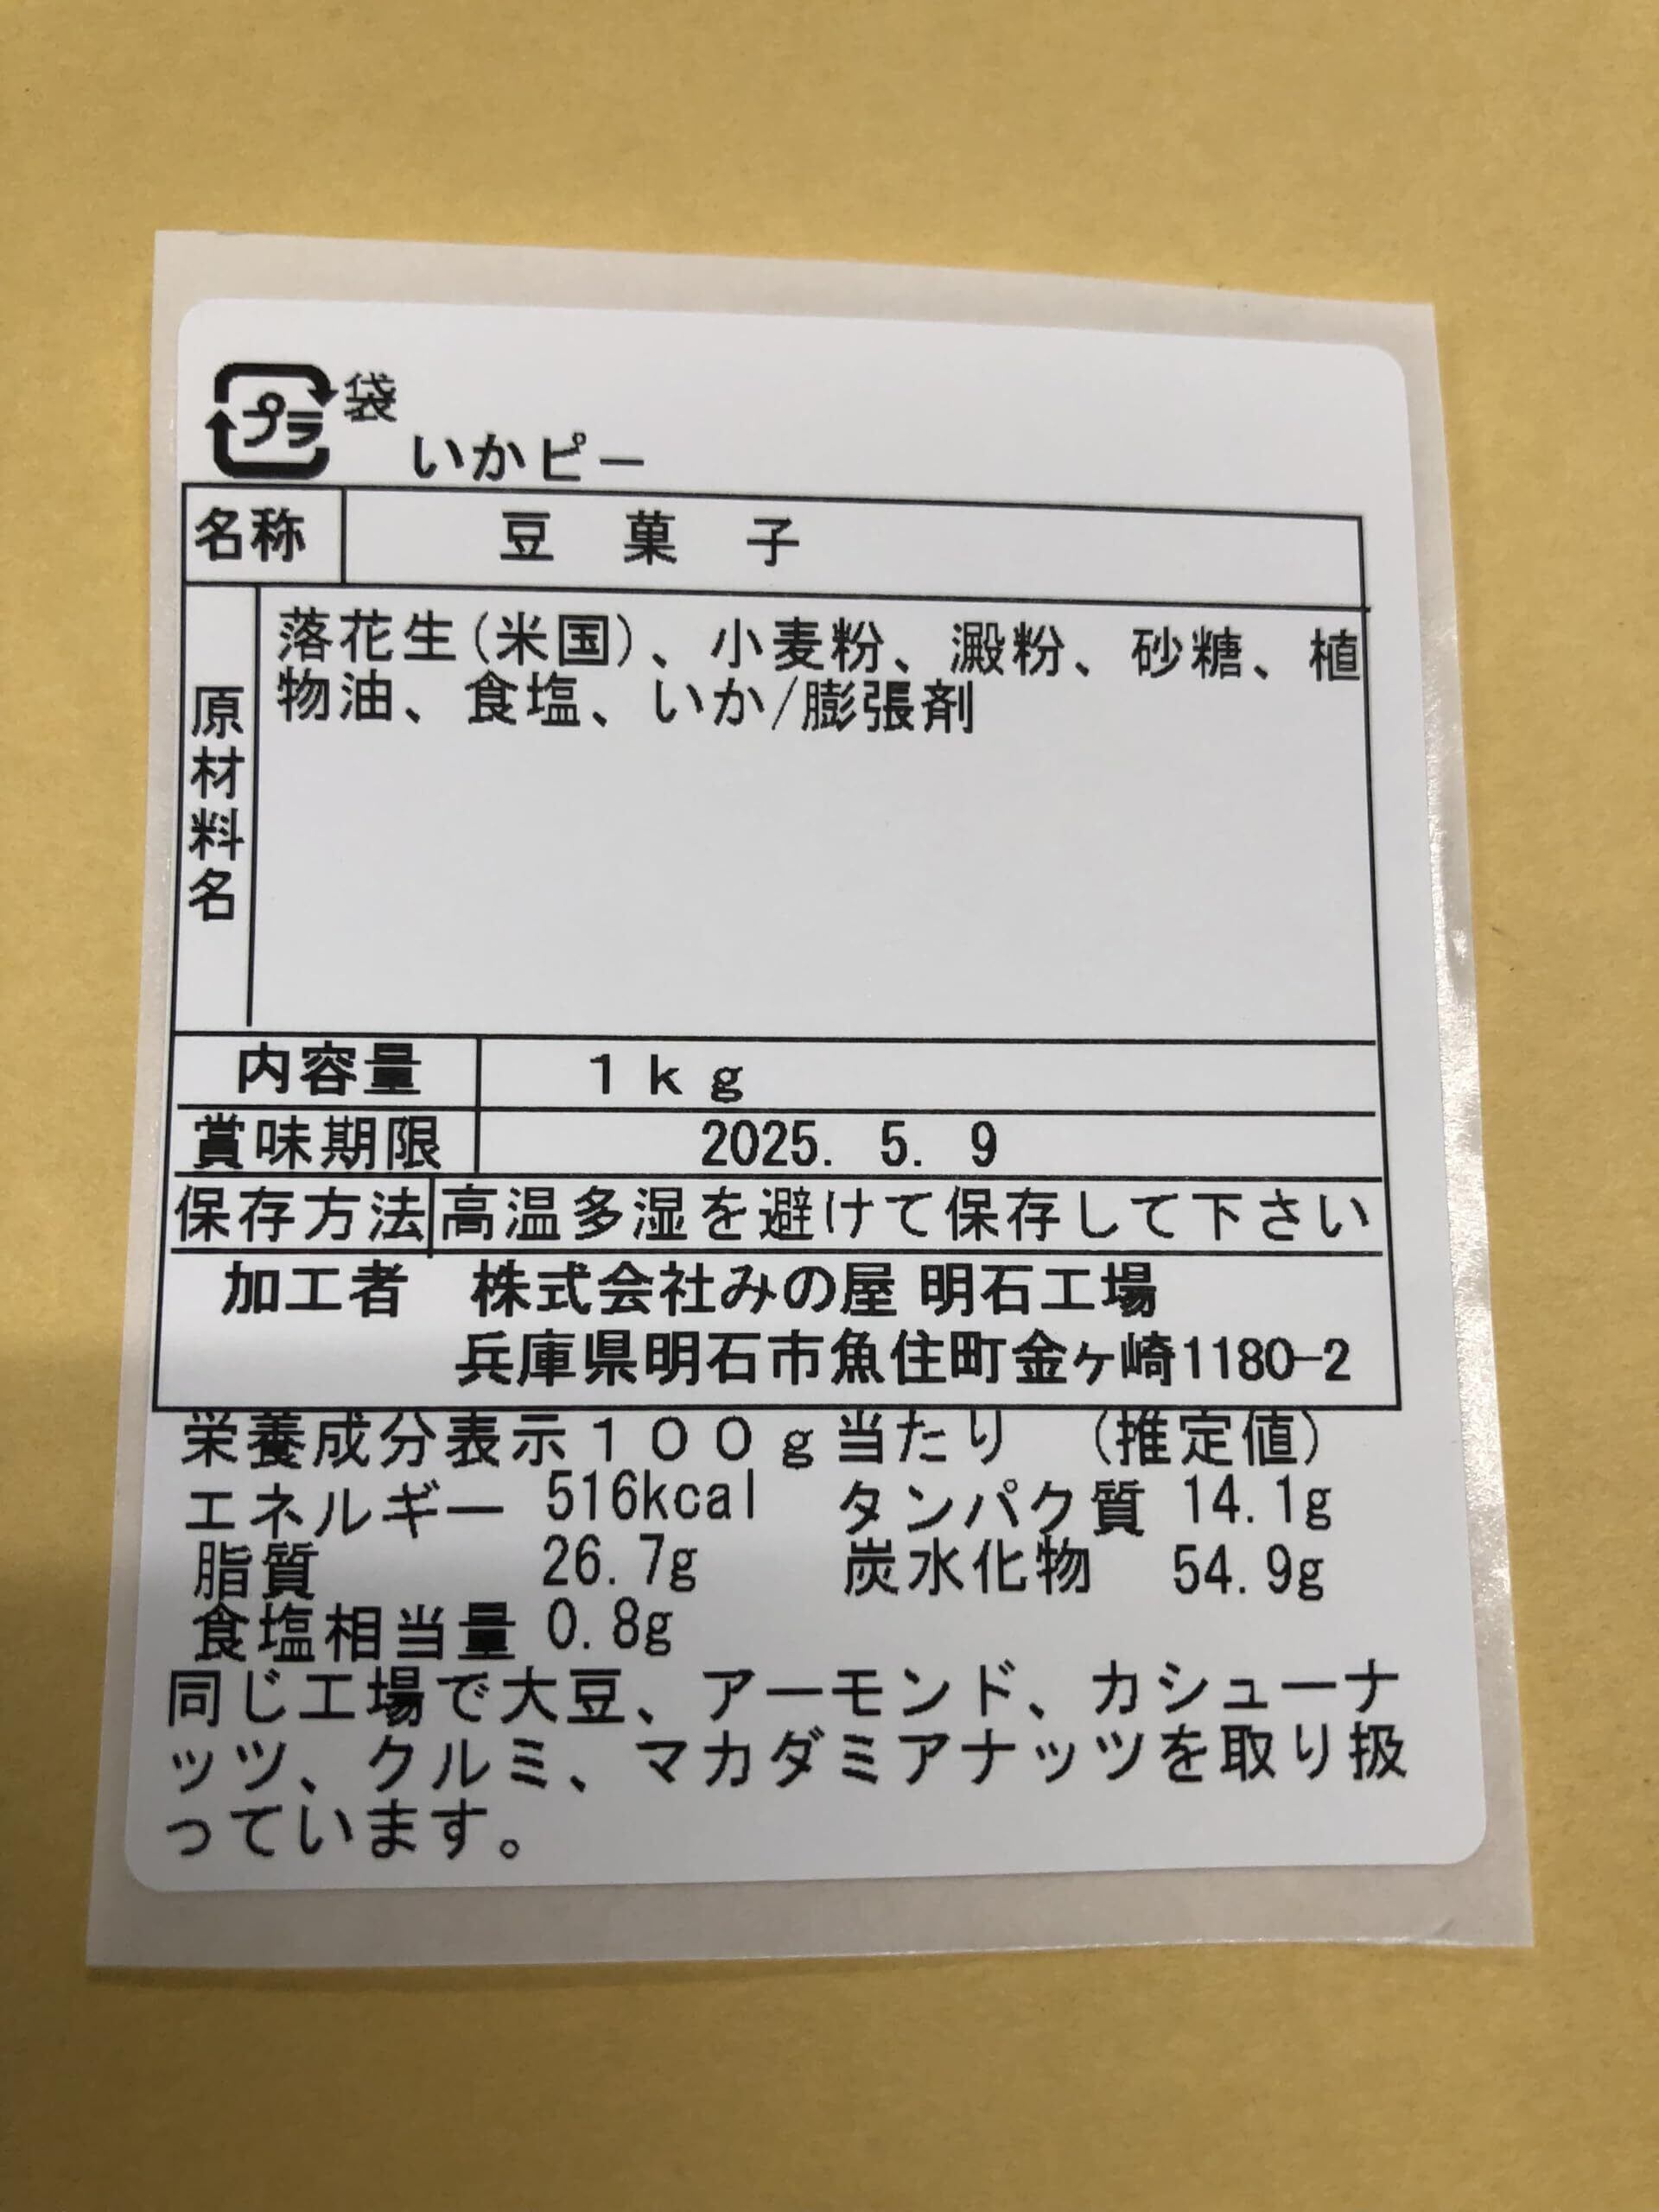 プラ 袋
いかピー
名称 豆菓子
原材料名 落花生(米国)、小麦粉、澱粉、砂糖、植
物油、食塩、いか/膨張剤
内容量 1kg
賞味期限 2025. 5. 9
保存方法 高温多湿を避けて保存して下さい
加工者 株式会社みの屋 明石工場
兵庫県明石市魚住町金ヶ崎1180-2
栄養成分表示100g当たり (推定値)
エネルギー 516kcal タンパク質 14.1g
脂質 26.7g 炭水化物 54.9g
食塩相当量 0.8g
同じ工場で大豆、アーモンド、カシューナ
ッツ、クルミ、マカダミアナッツを取り扱
っています。